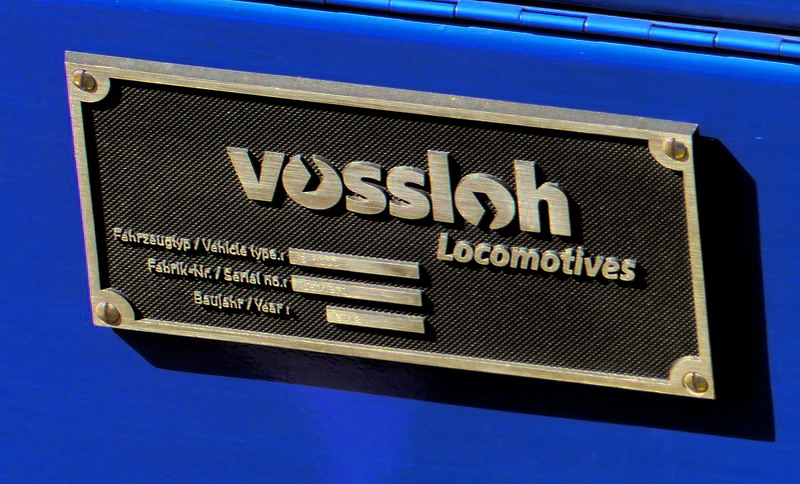 vossloh
Locomotives
Fahrzeugtyp / Vehicle type:
Fabrik-Nr. / Serial no.:
Baujahr / Year: